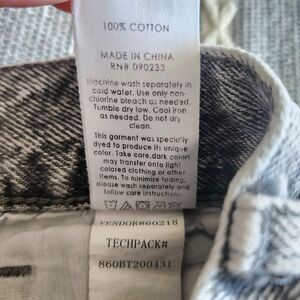 100% COTTON
MADE IN CHINA
RN# 090233
Machine wash separately in
cold water. Use only non-
chlorine bleach as needed.
Tumble dry low. Cool iron
as needed. Do not dry
clean.
This garment was specially
dyed to produce its unique
color. Take care,dark colors
may transfer onto light
colored clothing or other
items. To minimize fading,
please wash separately and
follow care instructions.
VENDOR#60218
TECHPACK#
860BT200431